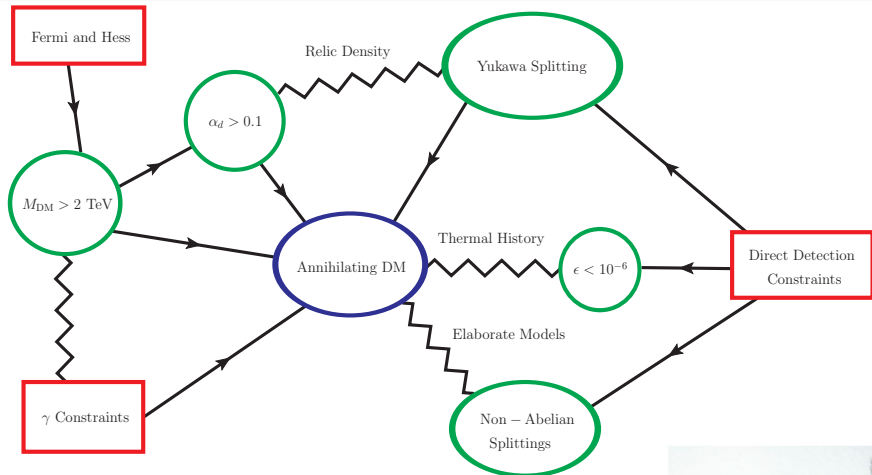 Fermi and Hess
Relic Density
Yukawa Splitting
α_d > 0.1
M_DM > 2 TeV
Thermal History
Annihilating DM
ϵ < 10⁻⁶
Direct Detection
Constraints
Elaborate Models
γ Constraints
Non − Abelian
Splittings